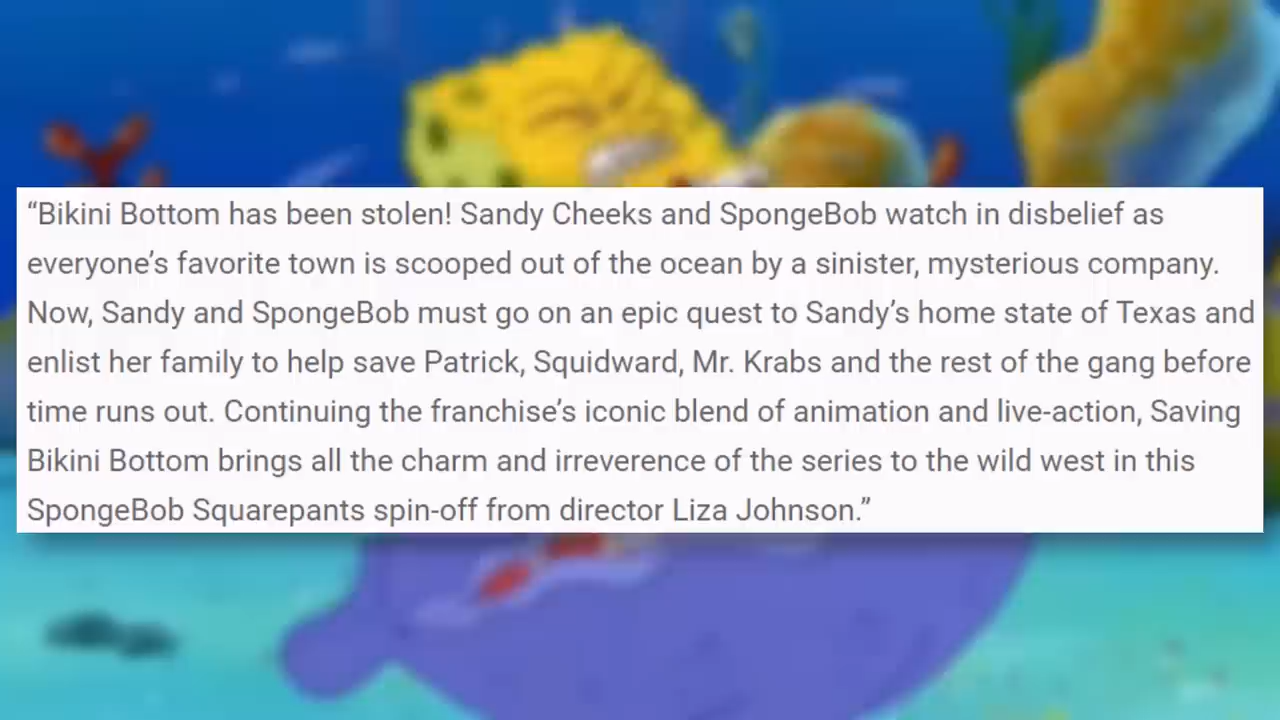 “Bikini Bottom has been stolen! Sandy Cheeks and SpongeBob watch in disbelief as
everyone’s favorite town is scooped out of the ocean by a sinister, mysterious company.
Now, Sandy and SpongeBob must go on an epic quest to Sandy’s home state of Texas and
enlist her family to help save Patrick, Squidward, Mr. Krabs and the rest of the gang before
time runs out. Continuing the franchise’s iconic blend of animation and live-action, Saving
Bikini Bottom brings all the charm and irreverence of the series to the wild west in this
SpongeBob Squarepants spin-off from director Liza Johnson.”